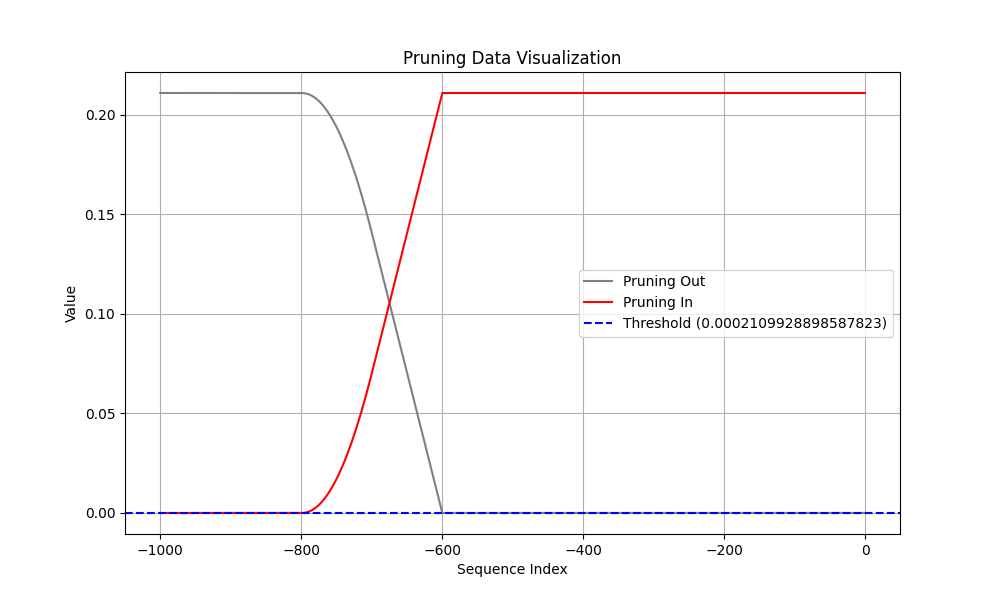 Pruning Data Visualization
0.20
0.15
0.10
0.05
0.00
Value
Pruning Out
Pruning In
Threshold (0.0002109928898587823)
−1000
−800
−600
−400
−200
0
Sequence Index